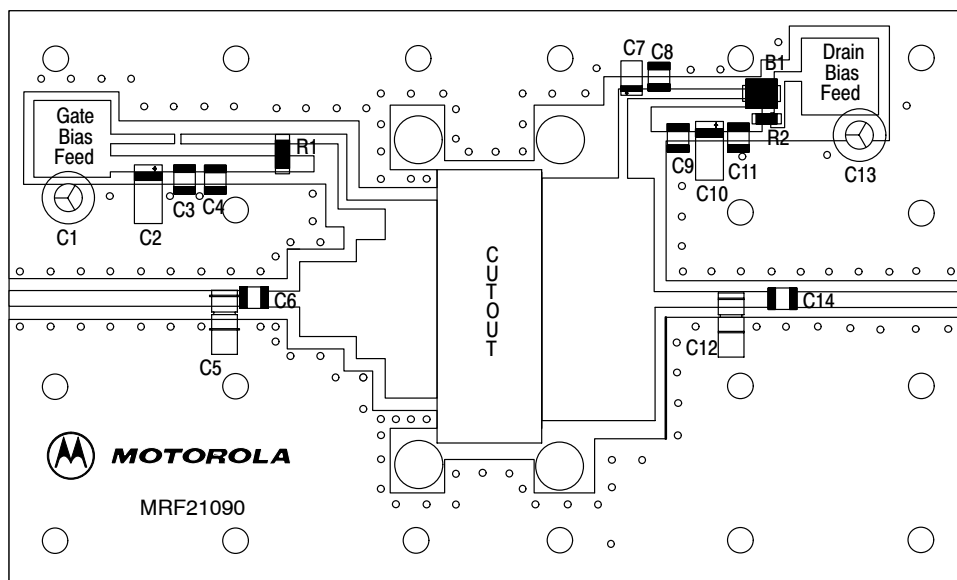 C7
C8
B1
Drain
Bias
Feed
Gate
Bias
Feed
R1
R2
C9
C10
C11
C13
C1
C2
C3
C4
CUTOUT
C6
C5
C14
C12
MOTOROLA
MRF21090